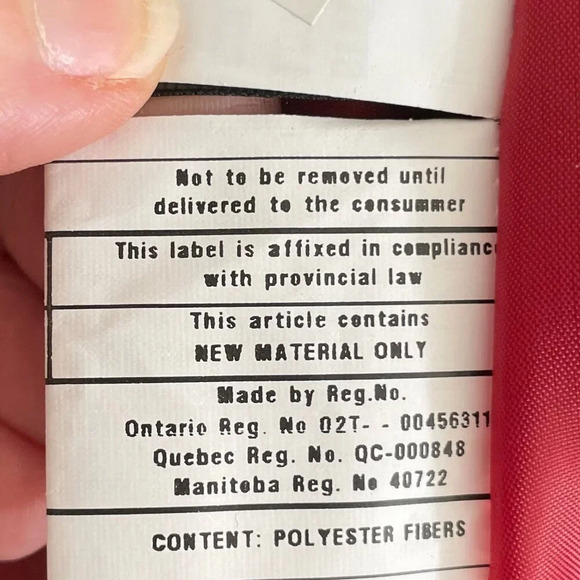 Not to be removed until
delivered to the consummer
This label is affixed in complianc
with provincial law
This article contains
NEW MATERIAL ONLY
Made by Reg.No.
Ontario Reg. No 02T- - 00456311
Quebec Reg. No. QC-000848
Manitoba Reg. No 40722
CONTENT: POLYESTER FIBERS